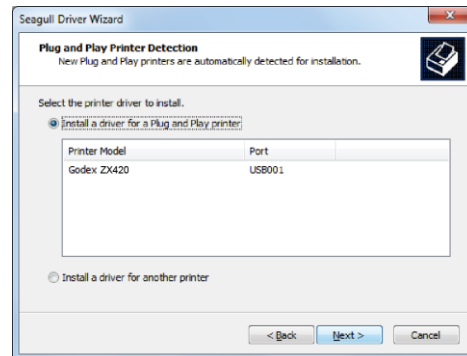 Seagull Driver Wizard
Plug and Play Printer Detection
New Plug and Play printers are automatically detected for installation.
Select the printer driver to install.
Install a driver for a Plug and Play printer
Printer Model Port
Godex ZX420 USB001
Install a driver for another printer
< Back Next > Cancel